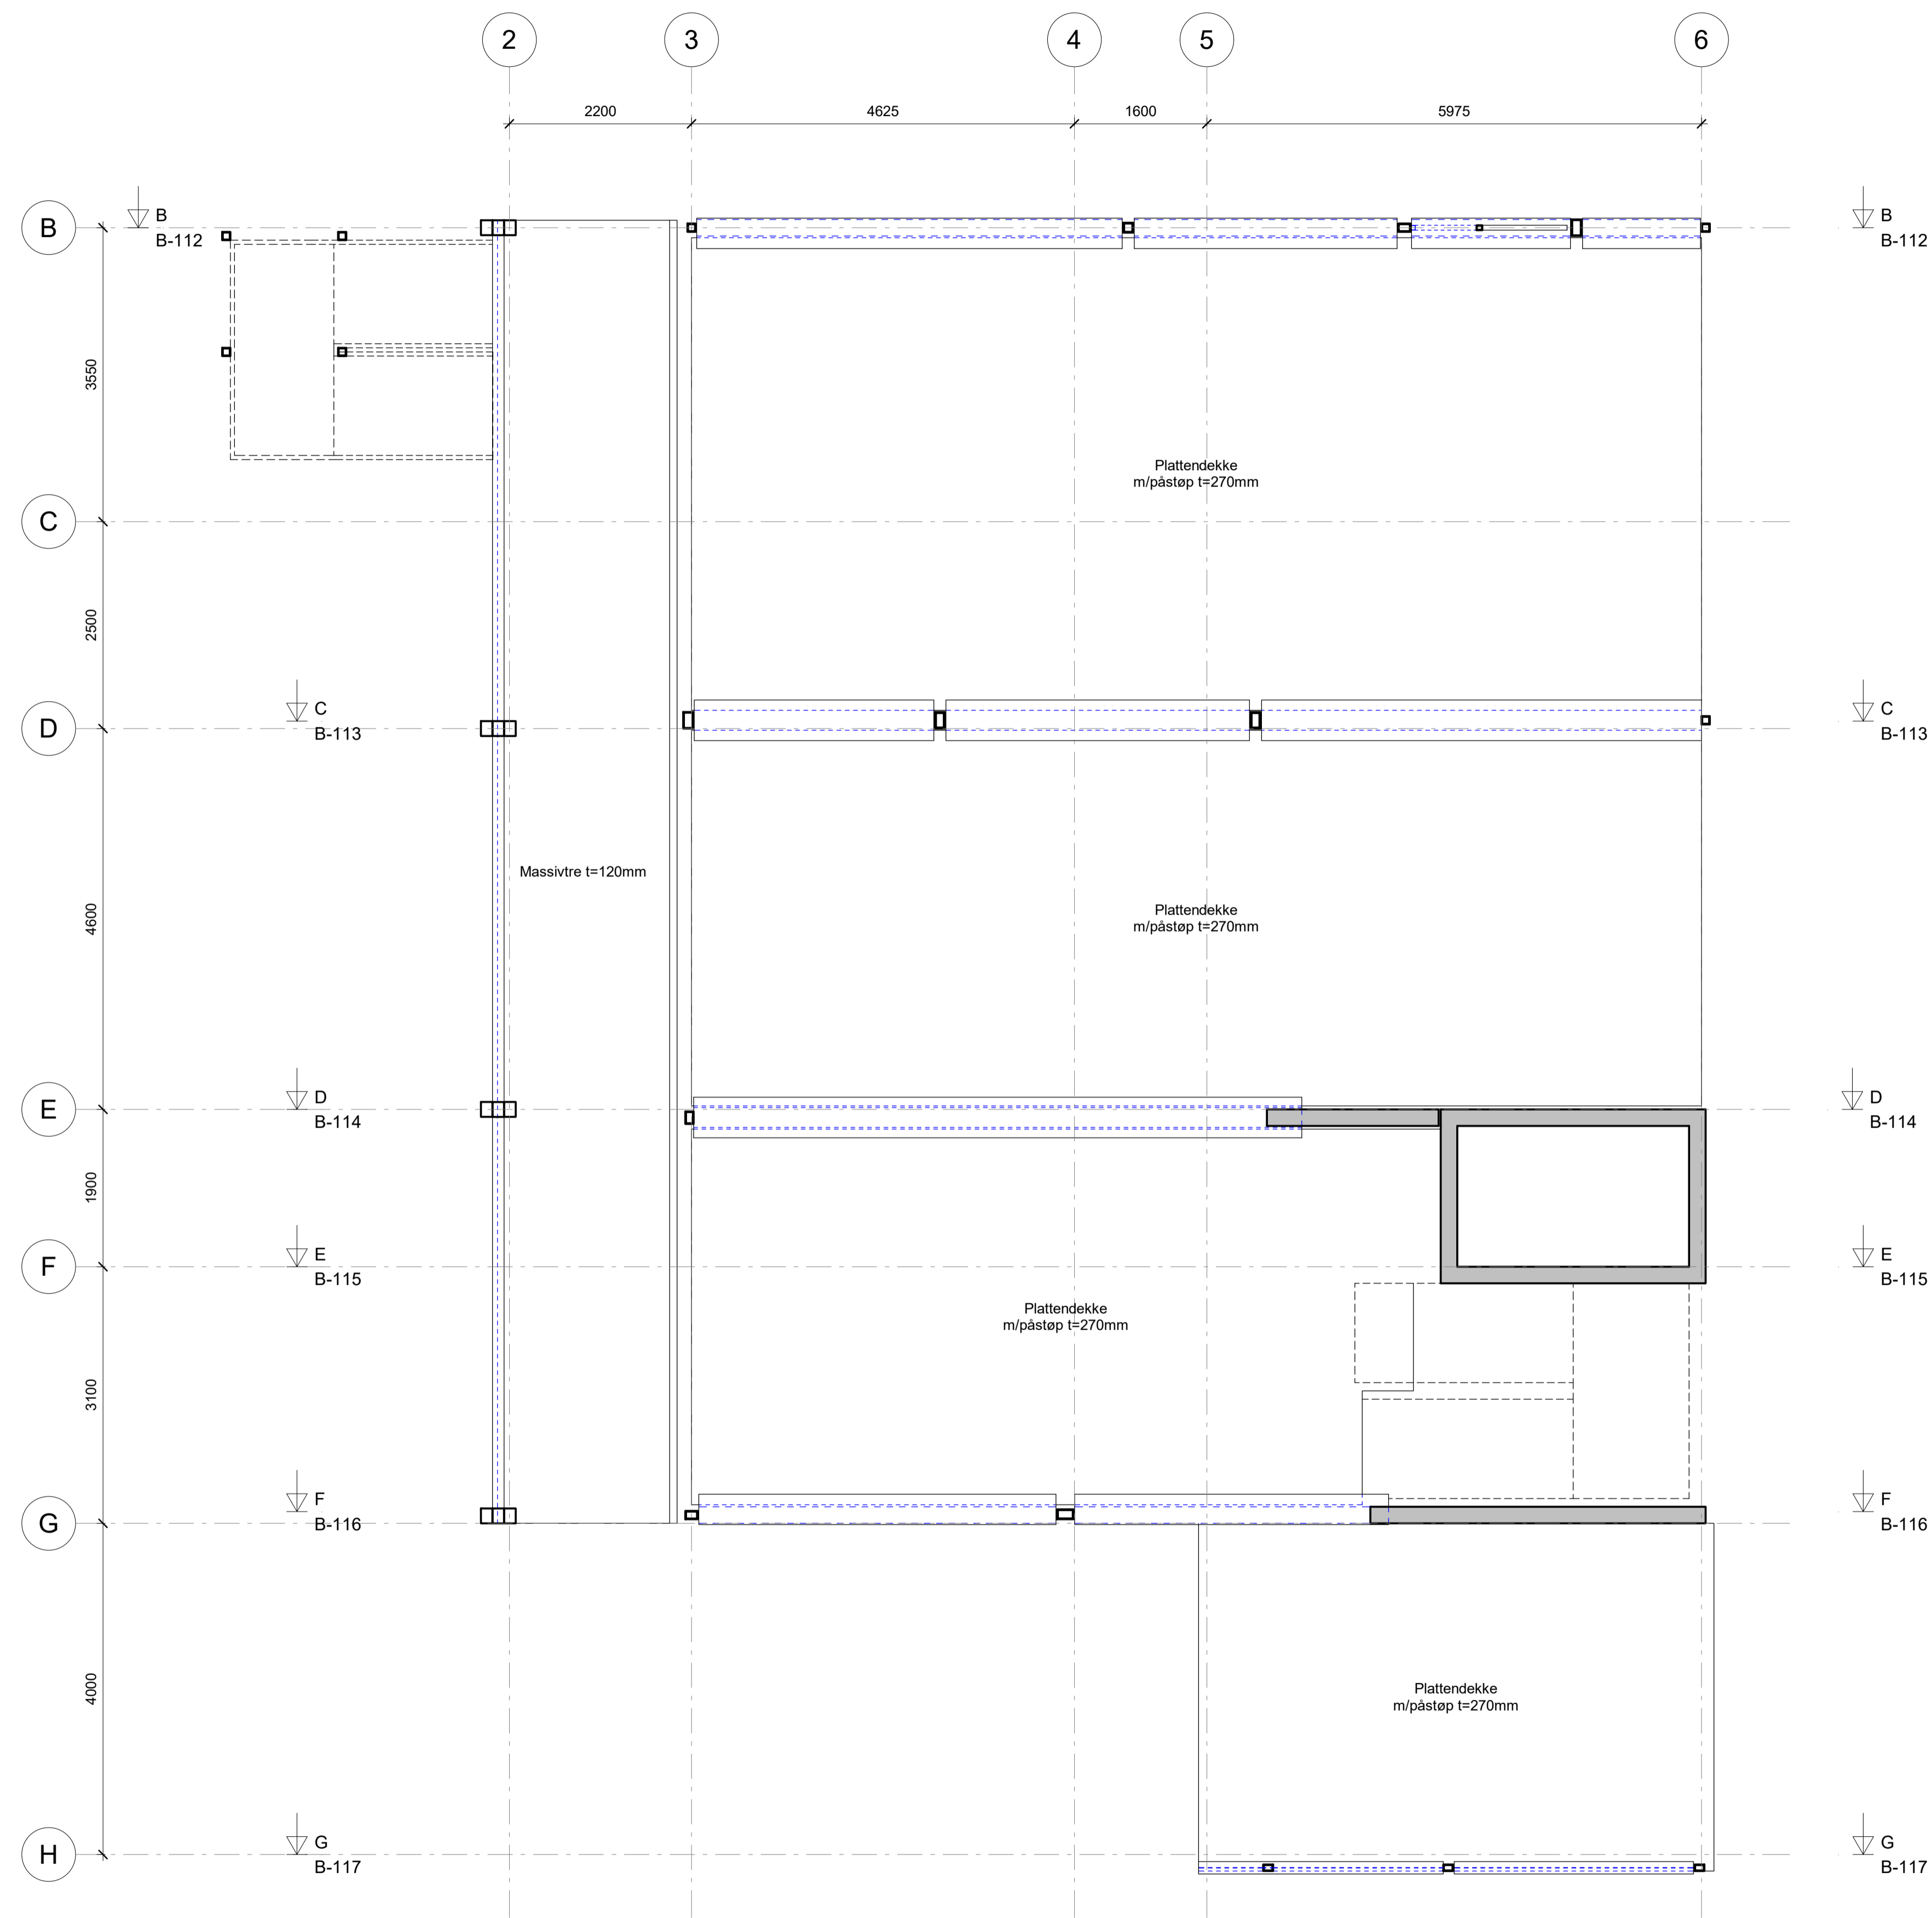 2 3 4 5 6
2200 4625 1600 5975
B
B
B-112
B
B-112
3550
Plattendekke
m/påstøp t=270mm
C
2500
C
B-113
C
B-113
D
Massivtre t=120mm
4600
Plattendekke
m/påstøp t=270mm
E
D
B-114
D
B-114
1900
F
E
B-115
E
B-115
Plattendekke
m/påstøp t=270mm
3100
G
F
B-116
F
B-116
4000
Plattendekke
m/påstøp t=270mm
H
G
B-117
G
B-117